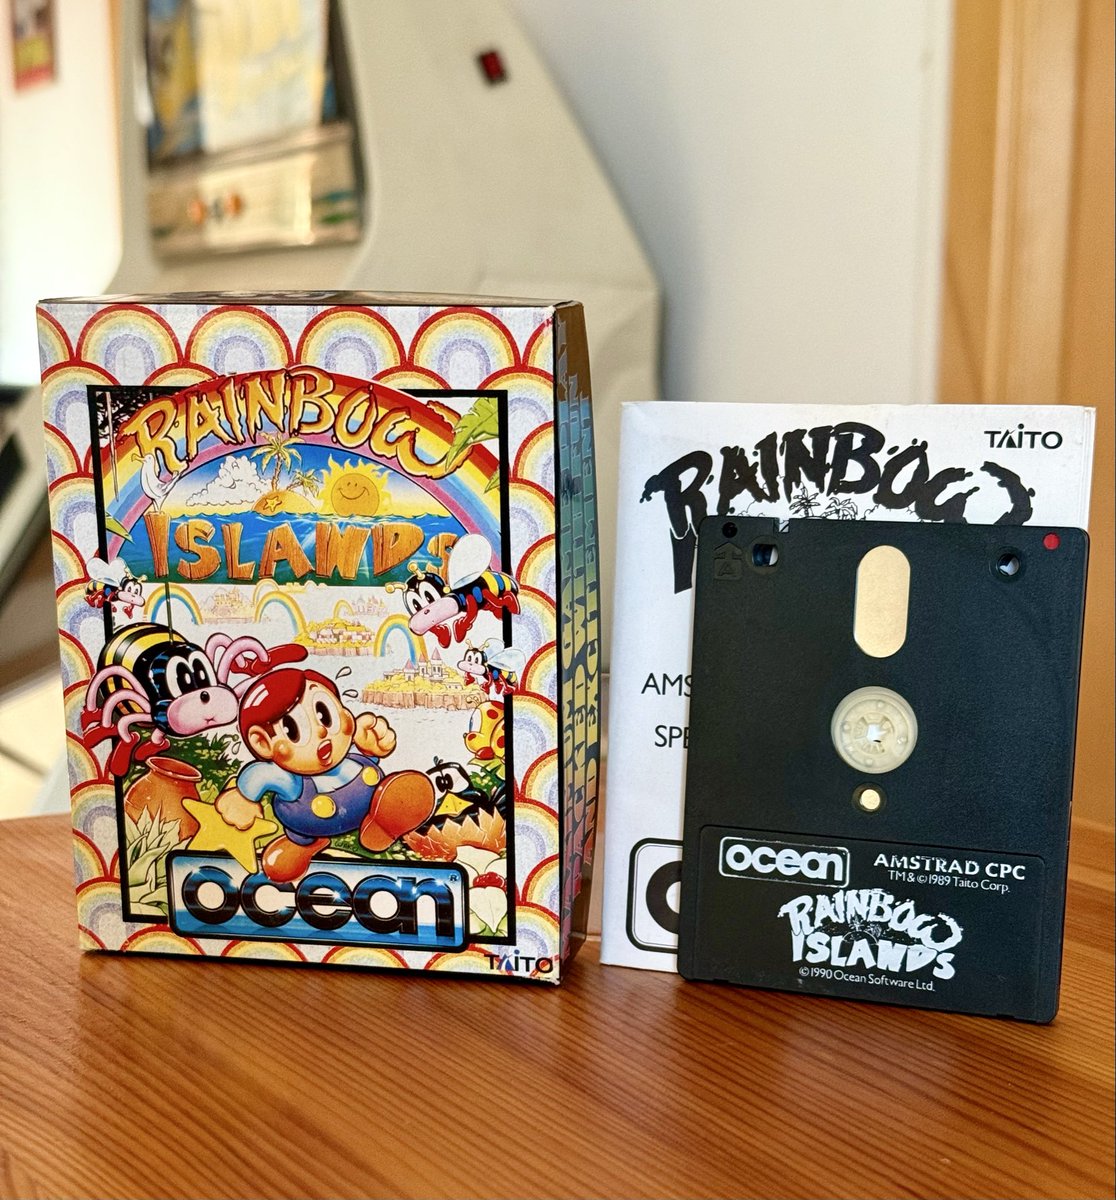 RAINBOW
ISLANDS
ocean®
TAITO
TAITO
RAINBOW
AMS
SPE
ocean
AMSTRAD CPC
TM & © 1989 Taito Corp.
RAINBOW
ISLANDS
© 1990 Ocean Software Ltd.